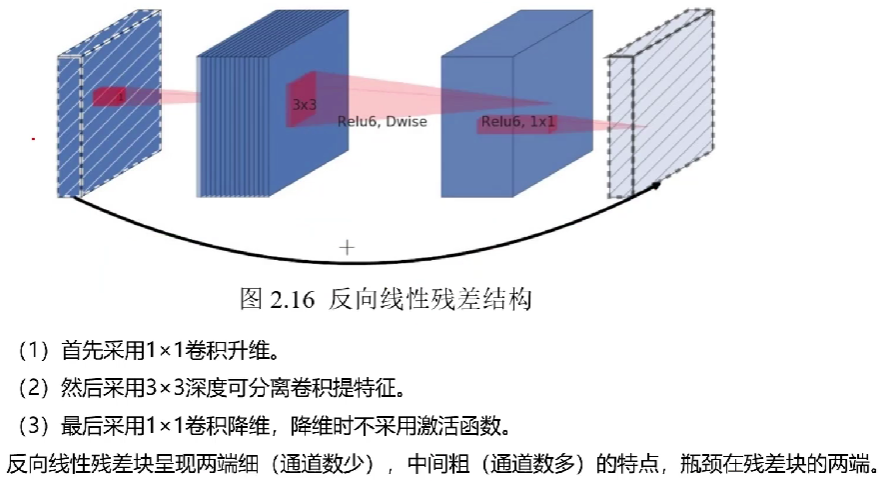 3x3
Relu6, Dwise
Relu6, 1x1
+
图 2.16 反向线性残差结构
（1）首先采用1×1卷积升维。
（2）然后采用3×3深度可分离卷积提特征。
（3）最后采用1×1卷积降维，降维时不采用激活函数。
反向线性残差块呈现两端细（通道数少），中间粗（通道数多）的特点，瓶颈在残差块的两端。